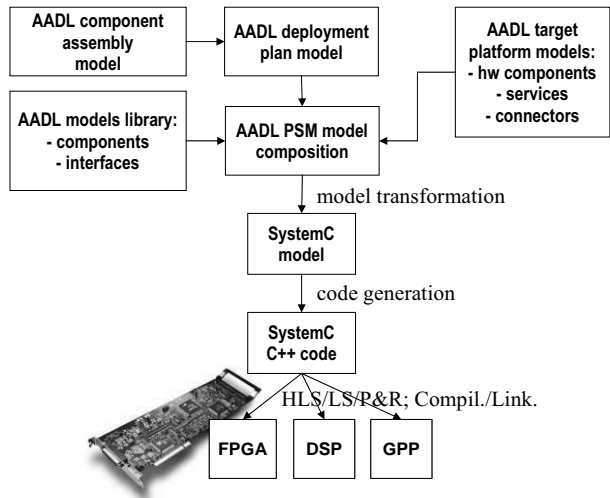 AADL component
assembly
model
AADL deployment
plan model
AADL target
platform models:
- hw components
- services
- connectors
AADL models library:
- components
- interfaces
AADL PSM model
composition
model transformation
SystemC
model
code generation
SystemC
C++ code
HLS/LS/P&R; Compil./Link.
FPGA
DSP
GPP